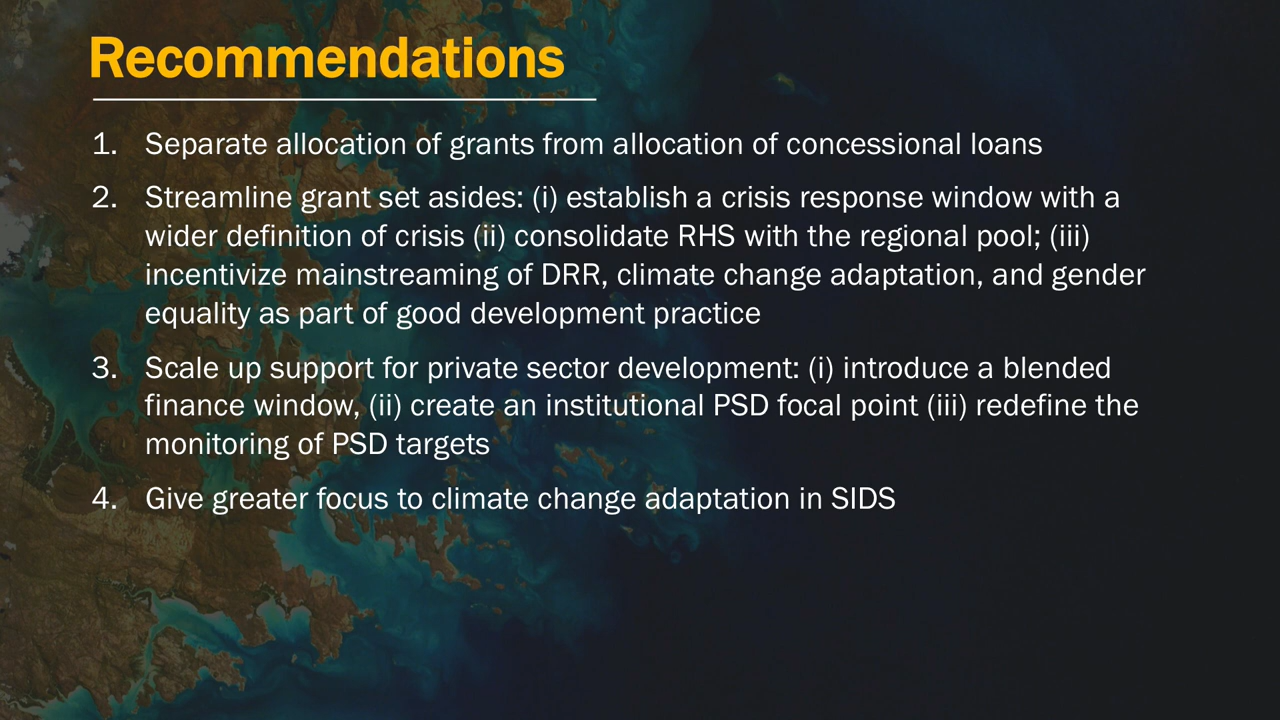 Recommendations
1. Separate allocation of grants from allocation of concessional loans
2. Streamline grant set asides: (i) establish a crisis response window with a
wider definition of crisis (ii) consolidate RHS with the regional pool; (iii)
incentivize mainstreaming of DRR, climate change adaptation, and gender
equality as part of good development practice
3. Scale up support for private sector development: (i) introduce a blended
finance window, (ii) create an institutional PSD focal point (iii) redefine the
monitoring of PSD targets
4. Give greater focus to climate change adaptation in SIDS